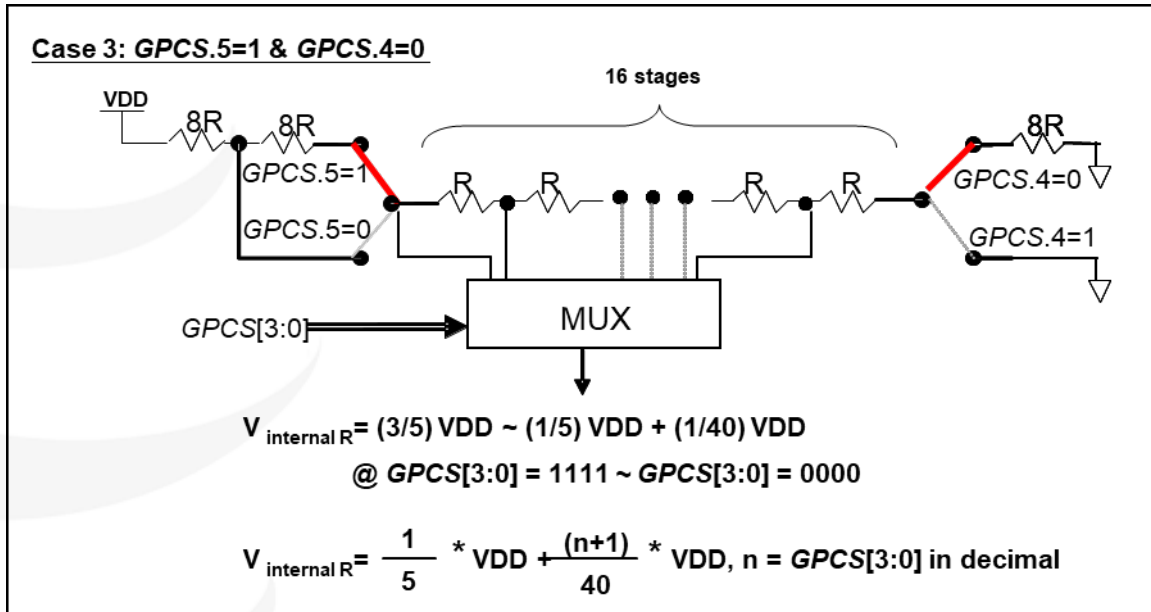 Case 3: GPCS.5=1 & GPCS.4=0
16 stages
VDD
8R
8R
8R
GPCS.5=1
GPCS.4=0
R
R
R
R
GPCS.5=0
GPCS.4=1
MUX
GPCS[3:0]
V internal R= (3/5) VDD ~ (1/5) VDD + (1/40) VDD
@ GPCS[3:0] = 1111 ~ GPCS[3:0] = 0000
V internal R= 1/5 * VDD + (n+1)/40 * VDD, n = GPCS[3:0] in decimal